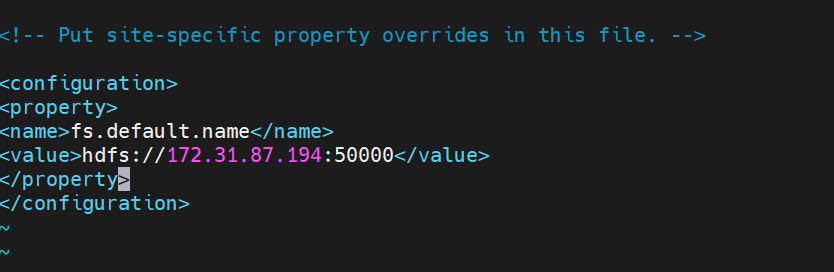 <!-- Put site-specific property overrides in this file. -->
<configuration>
<property>
<name>fs.default.name</name>
<value>hdfs://172.31.87.194:50000</value>
</property>
</configuration>
~
~